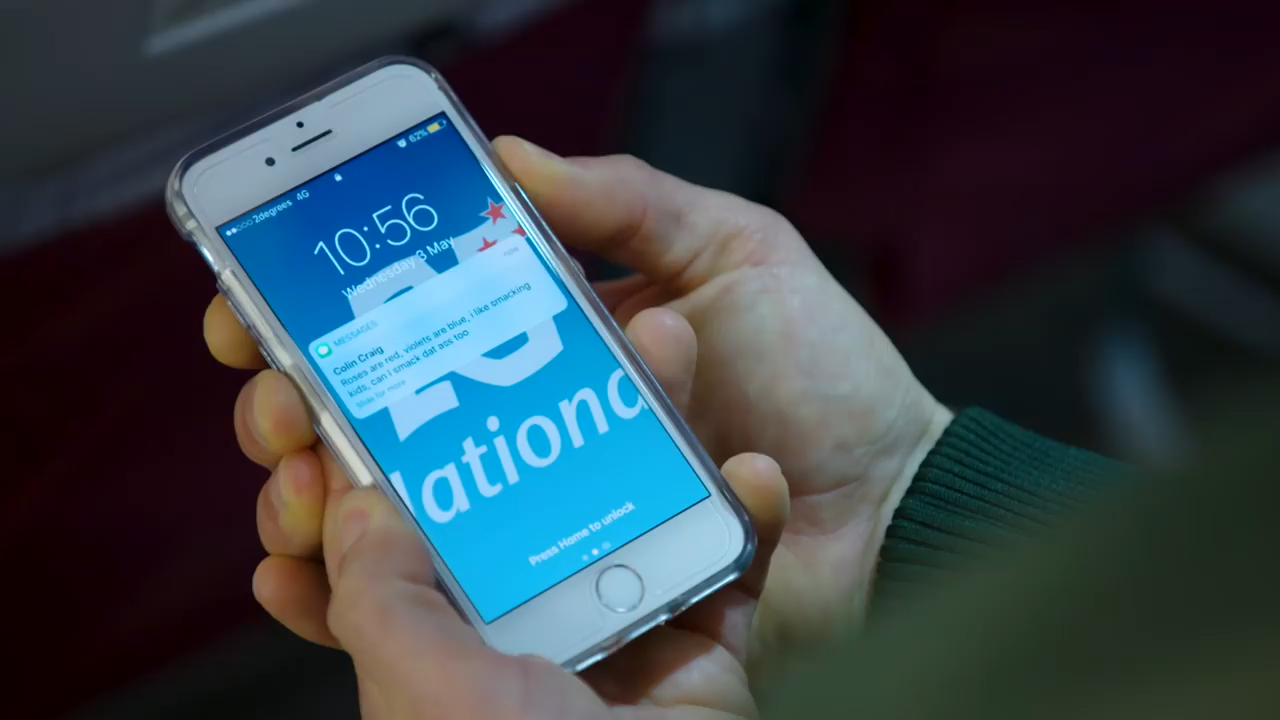 2degrees 4G
62%
10:56
Wednesday 3 May
MESSAGES
now
Colin Craig
Roses are red, violets are blue, i like smacking
kids, can I smack dat ass too
Slide for more
National
Press Home to unlock